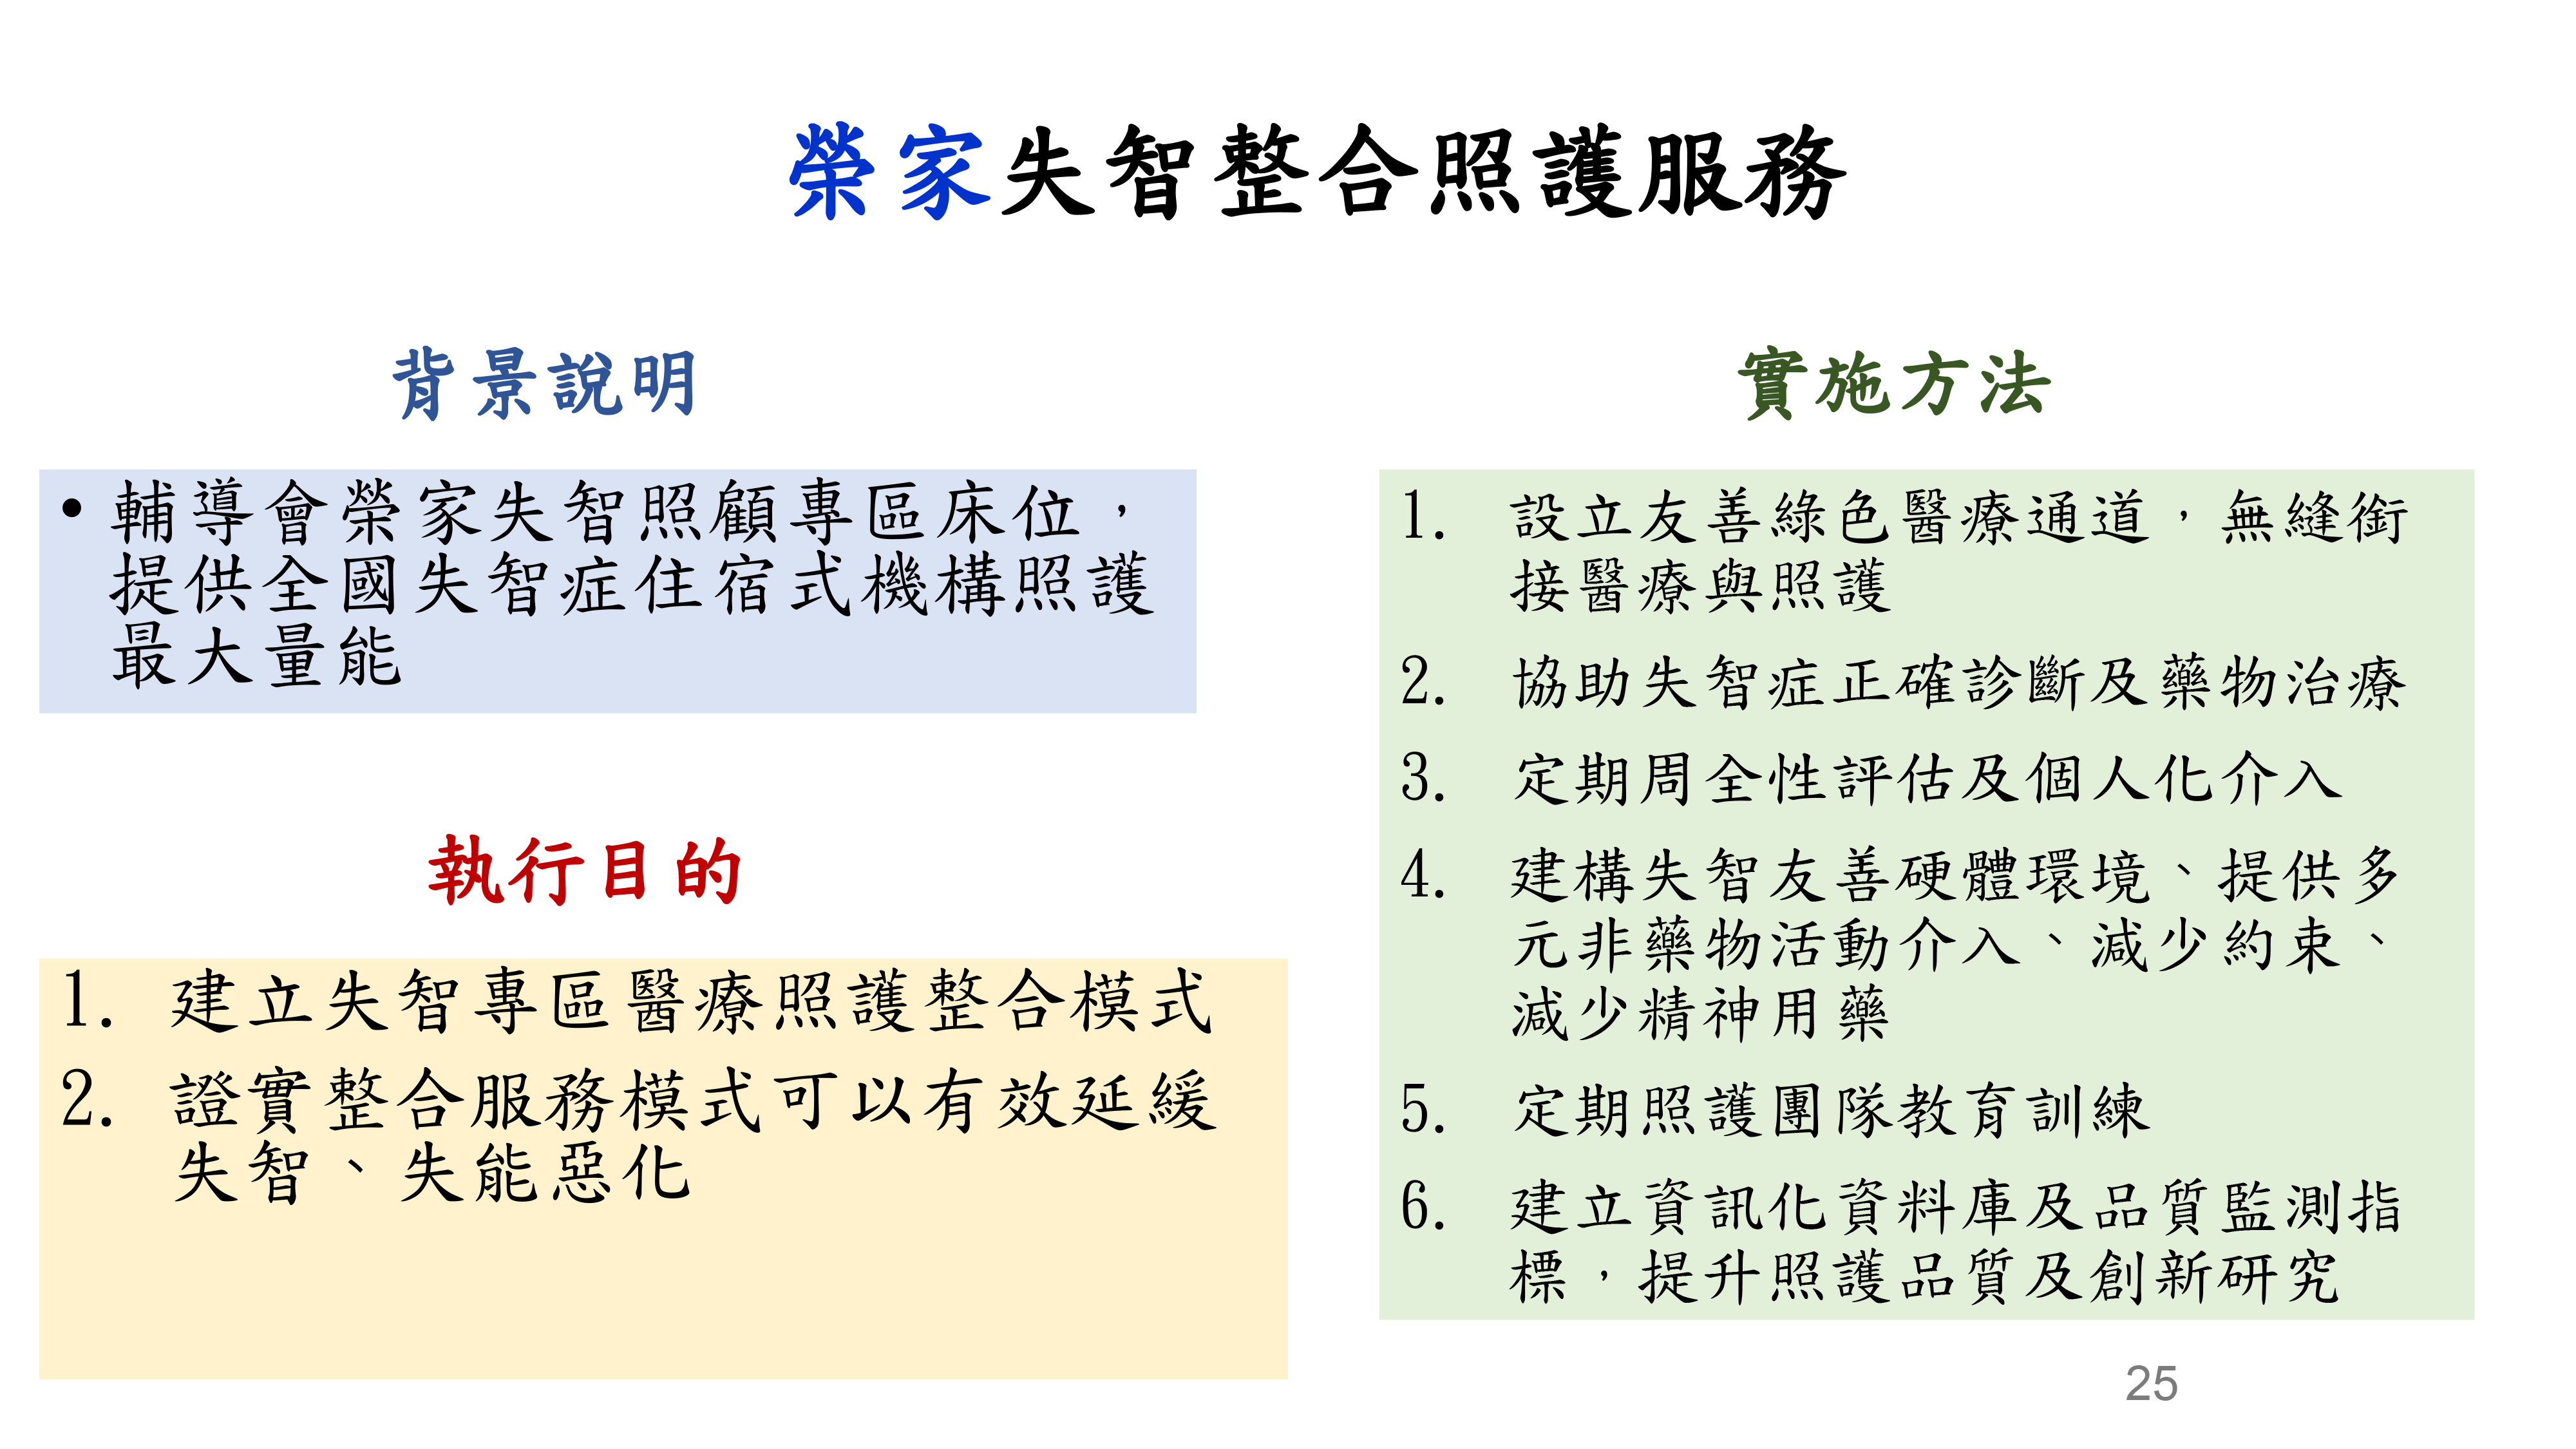 榮家失智整合照護服務
背景說明
• 輔導會榮家失智照顧專區床位，
提供全國失智症住宿式機構照護
最大量能
執行目的
1. 建立失智專區醫療照護整合模式
2. 證實整合服務模式可以有效延緩
失智、失能惡化
實施方法
1. 設立友善綠色醫療通道，無縫銜
接醫療與照護
2. 協助失智症正確診斷及藥物治療
3. 定期周全性評估及個人化介入
4. 建構失智友善硬體環境、提供多
元非藥物活動介入、減少約束、
減少精神用藥
5. 定期照護團隊教育訓練
6. 建立資訊化資料庫及品質監測指
標，提升照護品質及創新研究
25